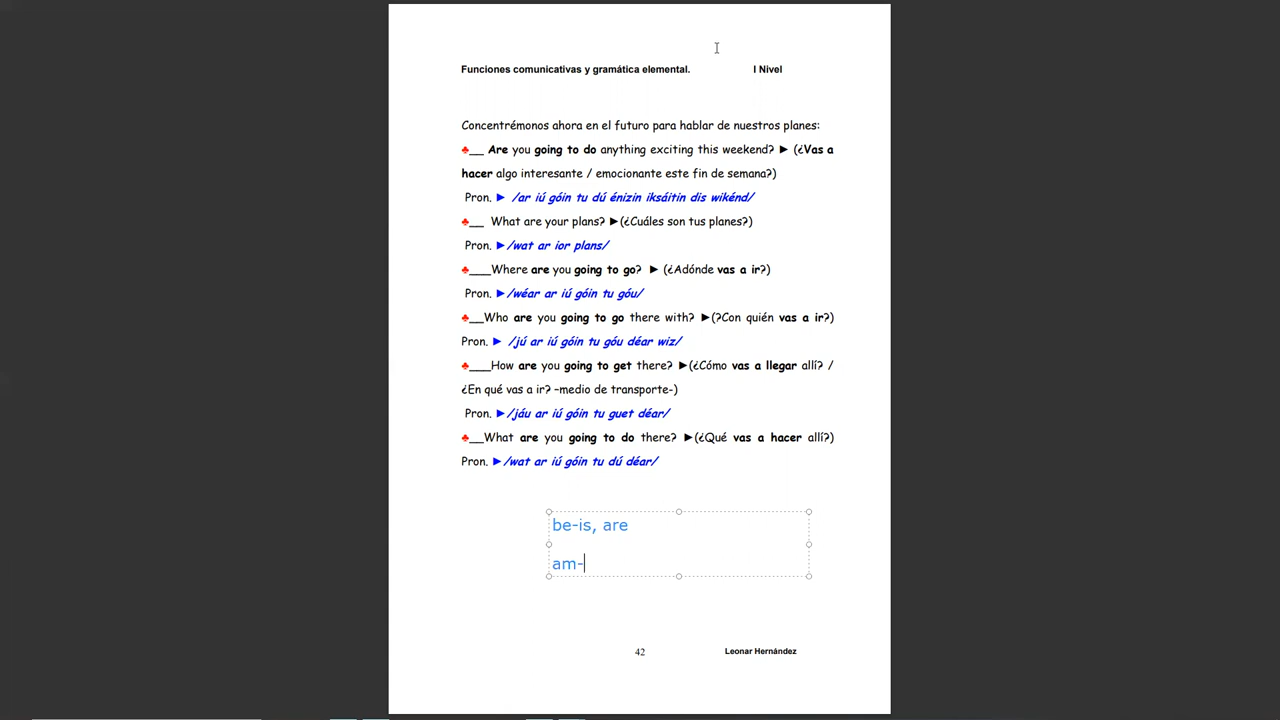 Funciones comunicativas y gramática elemental. I Nivel
Concentrémonos ahora en el futuro para hablar de nuestros planes:
♣__ Are you going to do anything exciting this weekend? ► (¿Vas a
hacer algo interesante / emocionante este fin de semana?)
Pron. ► /ar iú góin tu dú énizin iksáitin dis wikénd/
♣__ What are your plans? ►(¿Cuáles son tus planes?)
Pron. ►/wat ar ior plans/
♣___Where are you going to go? ► (¿Adónde vas a ir?)
Pron. ►/wéar ar iú góin tu góu/
♣__Who are you going to go there with? ►(?Con quién vas a ir?)
Pron. ► /jú ar iú góin tu góu déar wiz/
♣___How are you going to get there? ►(¿Cómo vas a llegar allí? /
¿En qué vas a ir? –medio de transporte-)
Pron. ►/jáu ar iú góin tu guet déar/
♣__What are you going to do there? ►(¿Qué vas a hacer allí?)
Pron. ►/wat ar iú góin tu dú déar/
be-is, are
am-
42 Leonar Hernández